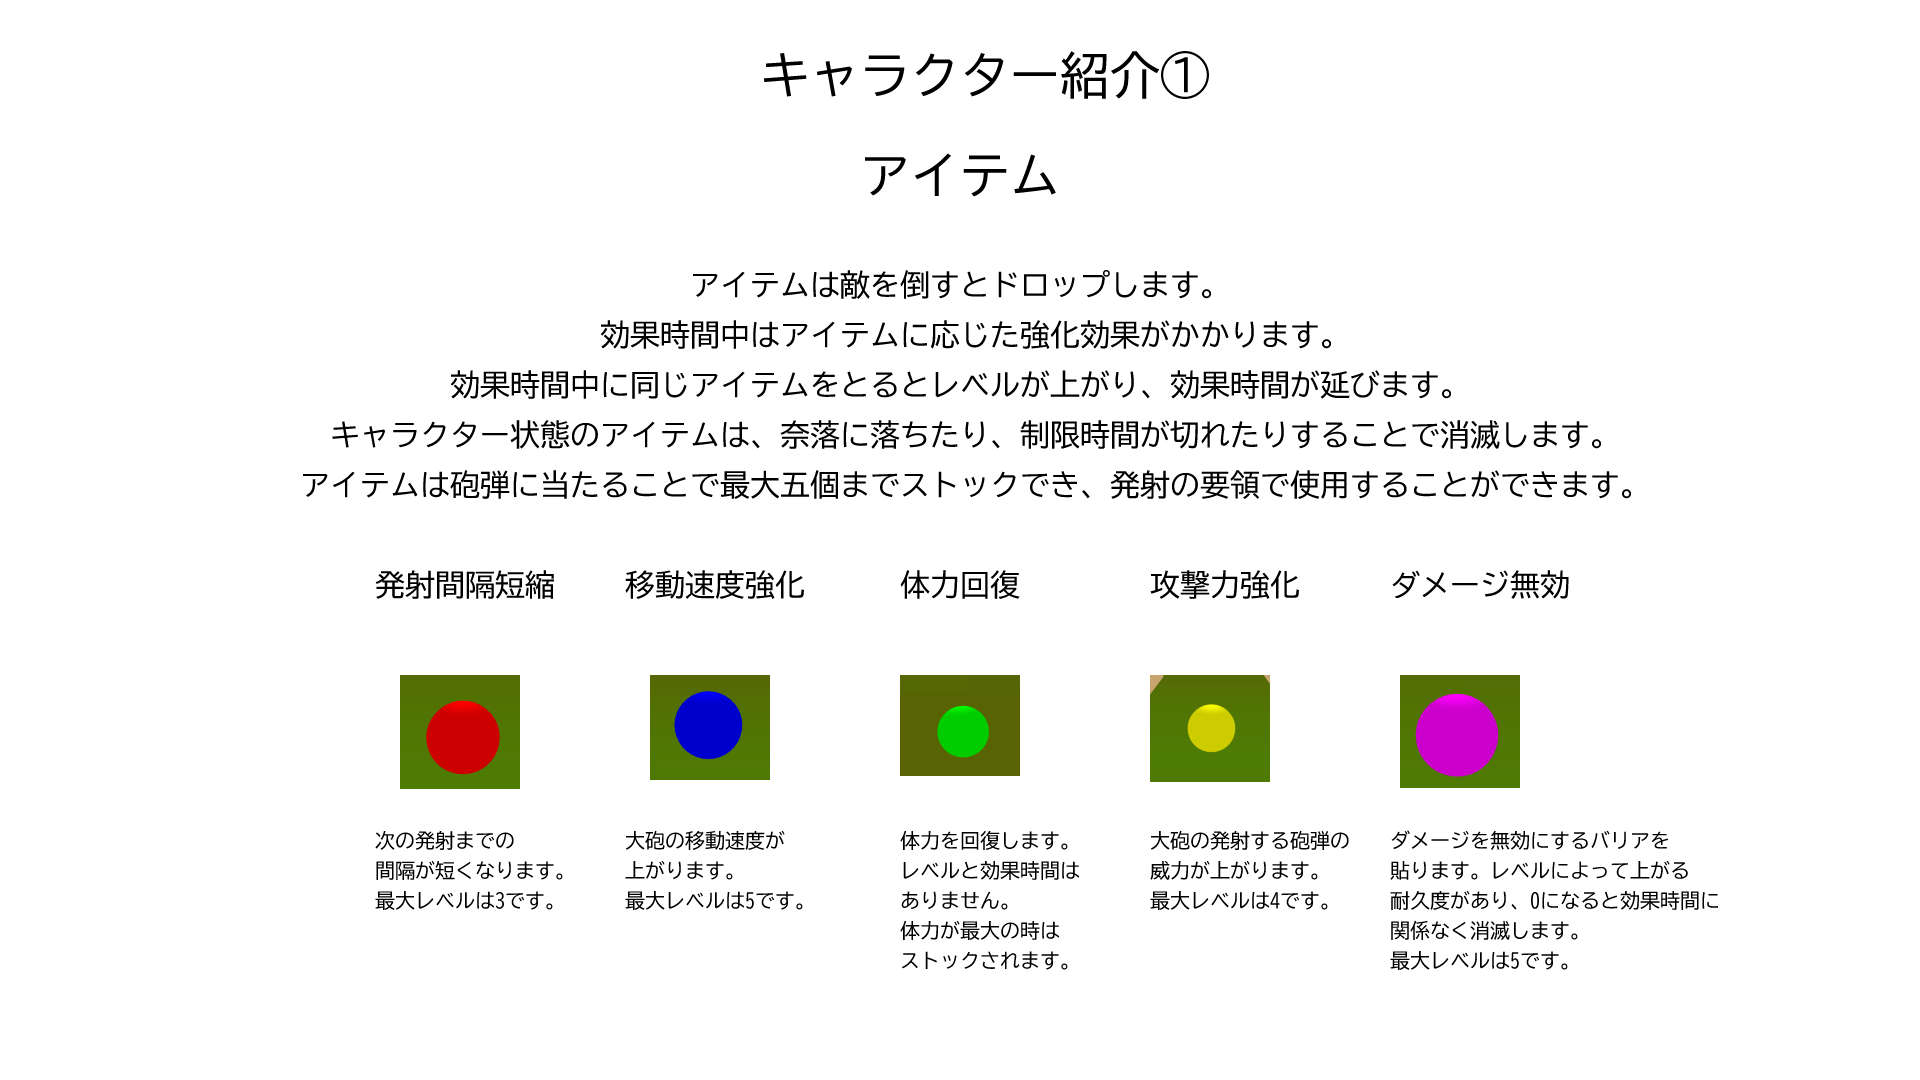 キャラクター紹介①
アイテム
アイテムは敵を倒すとドロップします。
効果時間中はアイテムに応じた強化効果がかかります。
効果時間中に同じアイテムをとるとレベルが上がり、効果時間が延びます。
キャラクター状態のアイテムは、奈落に落ちたり、制限時間が切れたりすることで消滅します。
アイテムは砲弾に当たることで最大五個までストックでき、発射の要領で使用することができます。
発射間隔短縮
次の発射までの
間隔が短くなります。
最大レベルは3です。
移動速度強化
大砲の移動速度が
上がります。
最大レベルは5です。
体力回復
体力を回復します。
レベルと効果時間は
ありません。
体力が最大の時は
ストックされます。
攻撃力強化
大砲の発射する砲弾の
威力が上がります。
最大レベルは4です。
ダメージ無効
ダメージを無効にするバリアを
貼ります。レベルによって上がる
耐久度があり、0になると効果時間に
関係なく消滅します。
最大レベルは5です。